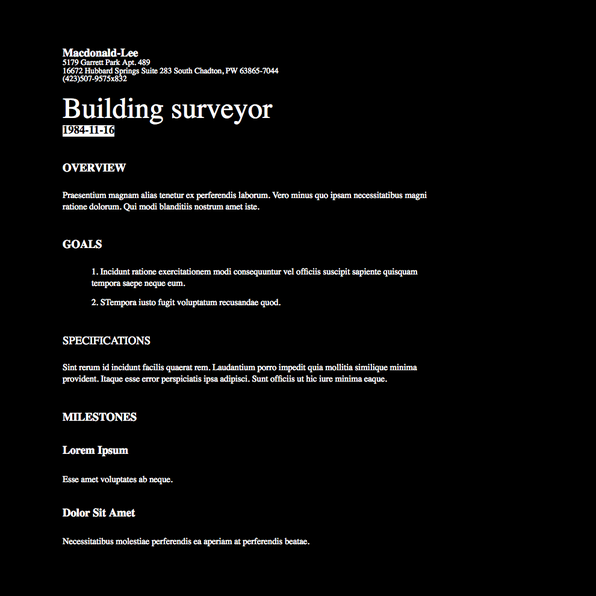 Macdonald-Lee
5179 Garrett Park Apt. 489
16672 Hubbard Springs Suite 283 South Chadton, PW 63865-7044
(423)507-9575x832
Building surveyor
1984-11-16
OVERVIEW
Praesentium magnam alias tenetur ex perferendis laborum. Vero minus quo ipsam necessitatibus magni
ratione dolorum. Qui modi blanditiis nostrum amet iste.
GOALS
1. Incidunt ratione exercitationem modi consequuntur vel officiis suscipit sapiente quisquam
tempora saepe neque eum.
2. STempora iusto fugit voluptatum recusandae quod.
SPECIFICATIONS
Sint rerum id incidunt facilis quaerat rem. Laudantium porro impedit quia mollitia similique minima
provident. Itaque esse error perspiciatis ipsa adipisci. Sunt officiis ut hic iure minima eaque.
MILESTONES
Lorem Ipsum
Esse amet voluptates ab neque.
Dolor Sit Amet
Necessitatibus molestiae perferendis ea aperiam at perferendis beatae.